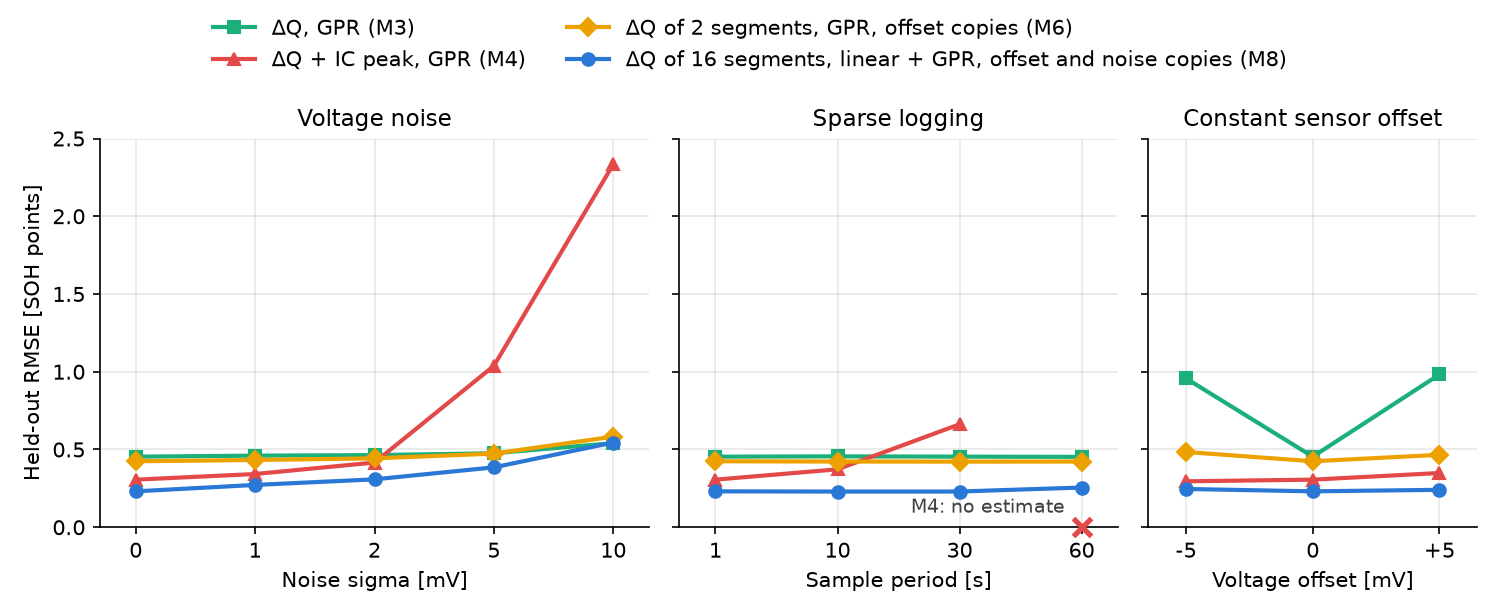 ΔQ, GPR (M3)
ΔQ + IC peak, GPR (M4)
ΔQ of 2 segments, GPR, offset copies (M6)
ΔQ of 16 segments, linear + GPR, offset and noise copies (M8)
Voltage noise
Sparse logging
Constant sensor offset
Held-out RMSE [SOH points]
2.5
2.0
1.5
1.0
0.5
0.0
M4: no estimate
0 1 2 5 10
1 10 30 60
-5 0 +5
Noise sigma [mV]
Sample period [s]
Voltage offset [mV]